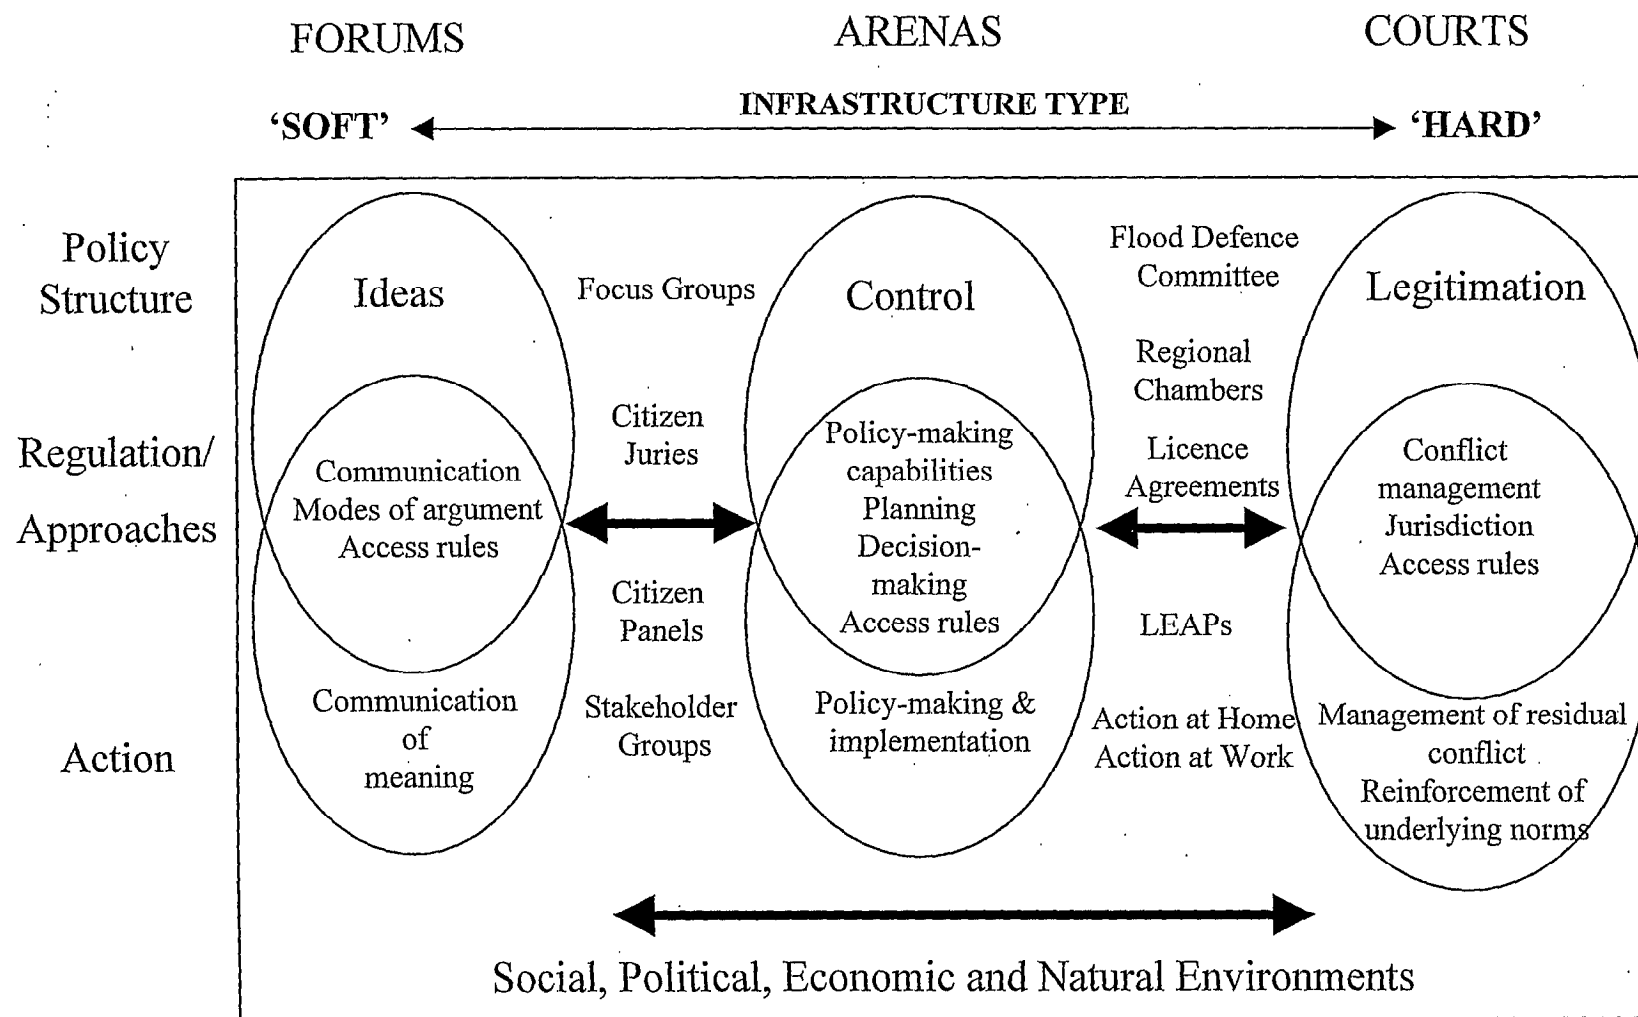 FORUMS
ARENAS
COURTS
INFRASTRUCTURE TYPE
‘SOFT’
‘HARD’
Policy
Structure
Ideas
Focus Groups
Control
Flood Defence
Committee
Legitimation
Regional
Chambers
Regulation/
Approaches
Communication
Modes of argument
Access rules
Citizen
Juries
Policy-making
capabilities
Planning
Decision-
making
Access rules
Licence
Agreements
Conflict
management
Jurisdiction
Access rules
Citizen
Panels
LEAPs
Action
Communication
of
meaning
Stakeholder
Groups
Policy-making &
implementation
Action at Home
Action at Work
Management of residual
conflict
Reinforcement of
underlying norms
Social, Political, Economic and Natural Environments